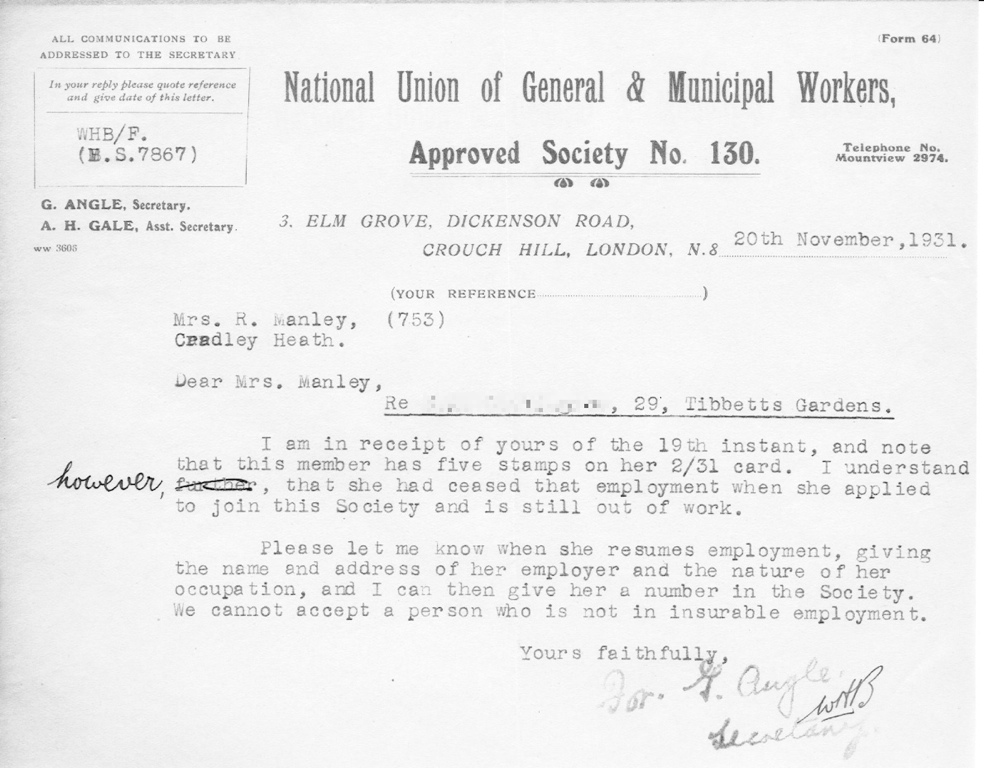 ALL COMMUNICATIONS TO BE
ADDRESSED TO THE SECRETARY
(Form 64)
In your reply please quote reference
and give date of this letter.
WHB/F.
(E.S.7867)
National Union of General & Municipal Workers,
Approved Society No. 130.
Telephone No.
Mountview 2974.
G. ANGLE, Secretary.
A. H. GALE, Asst. Secretary.
WW 3606
3. ELM GROVE, DICKENSON ROAD,
CROUCH HILL, LONDON, N.8
20th November, 1931.
(YOUR REFERENCE )
Mrs. R. Manley, (753)
Cradley Heath.
Dear Mrs. Manley,
Re , 29, Tibbetts Gardens.
I am in receipt of yours of the 19th instant, and note
that this member has five stamps on her 2/31 card. I understand
however, further, that she had ceased that employment when she applied
to join this Society and is still out of work.
Please let me know when she resumes employment, giving
the name and address of her employer and the nature of her
occupation, and I can then give her a number in the Society.
We cannot accept a person who is not in insurable employment.
Yours faithfully,
For. G. Angle.
WHB
Secretary.